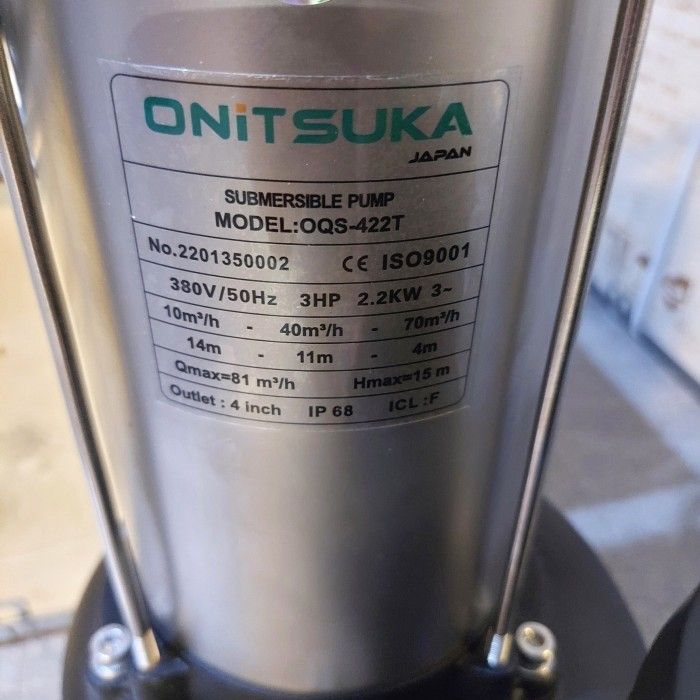 ONiTSUKA
JAPAN
SUBMERSIBLE PUMP
MODEL:OQS-422T
No.2201350002 CE ISO9001
380V/50Hz 3HP 2.2KW 3~
10m³/h - 40m³/h - 70m³/h
14m - 11m - 4m
Qmax=81 m³/h Hmax=15 m
Outlet : 4 inch IP 68 ICL :F